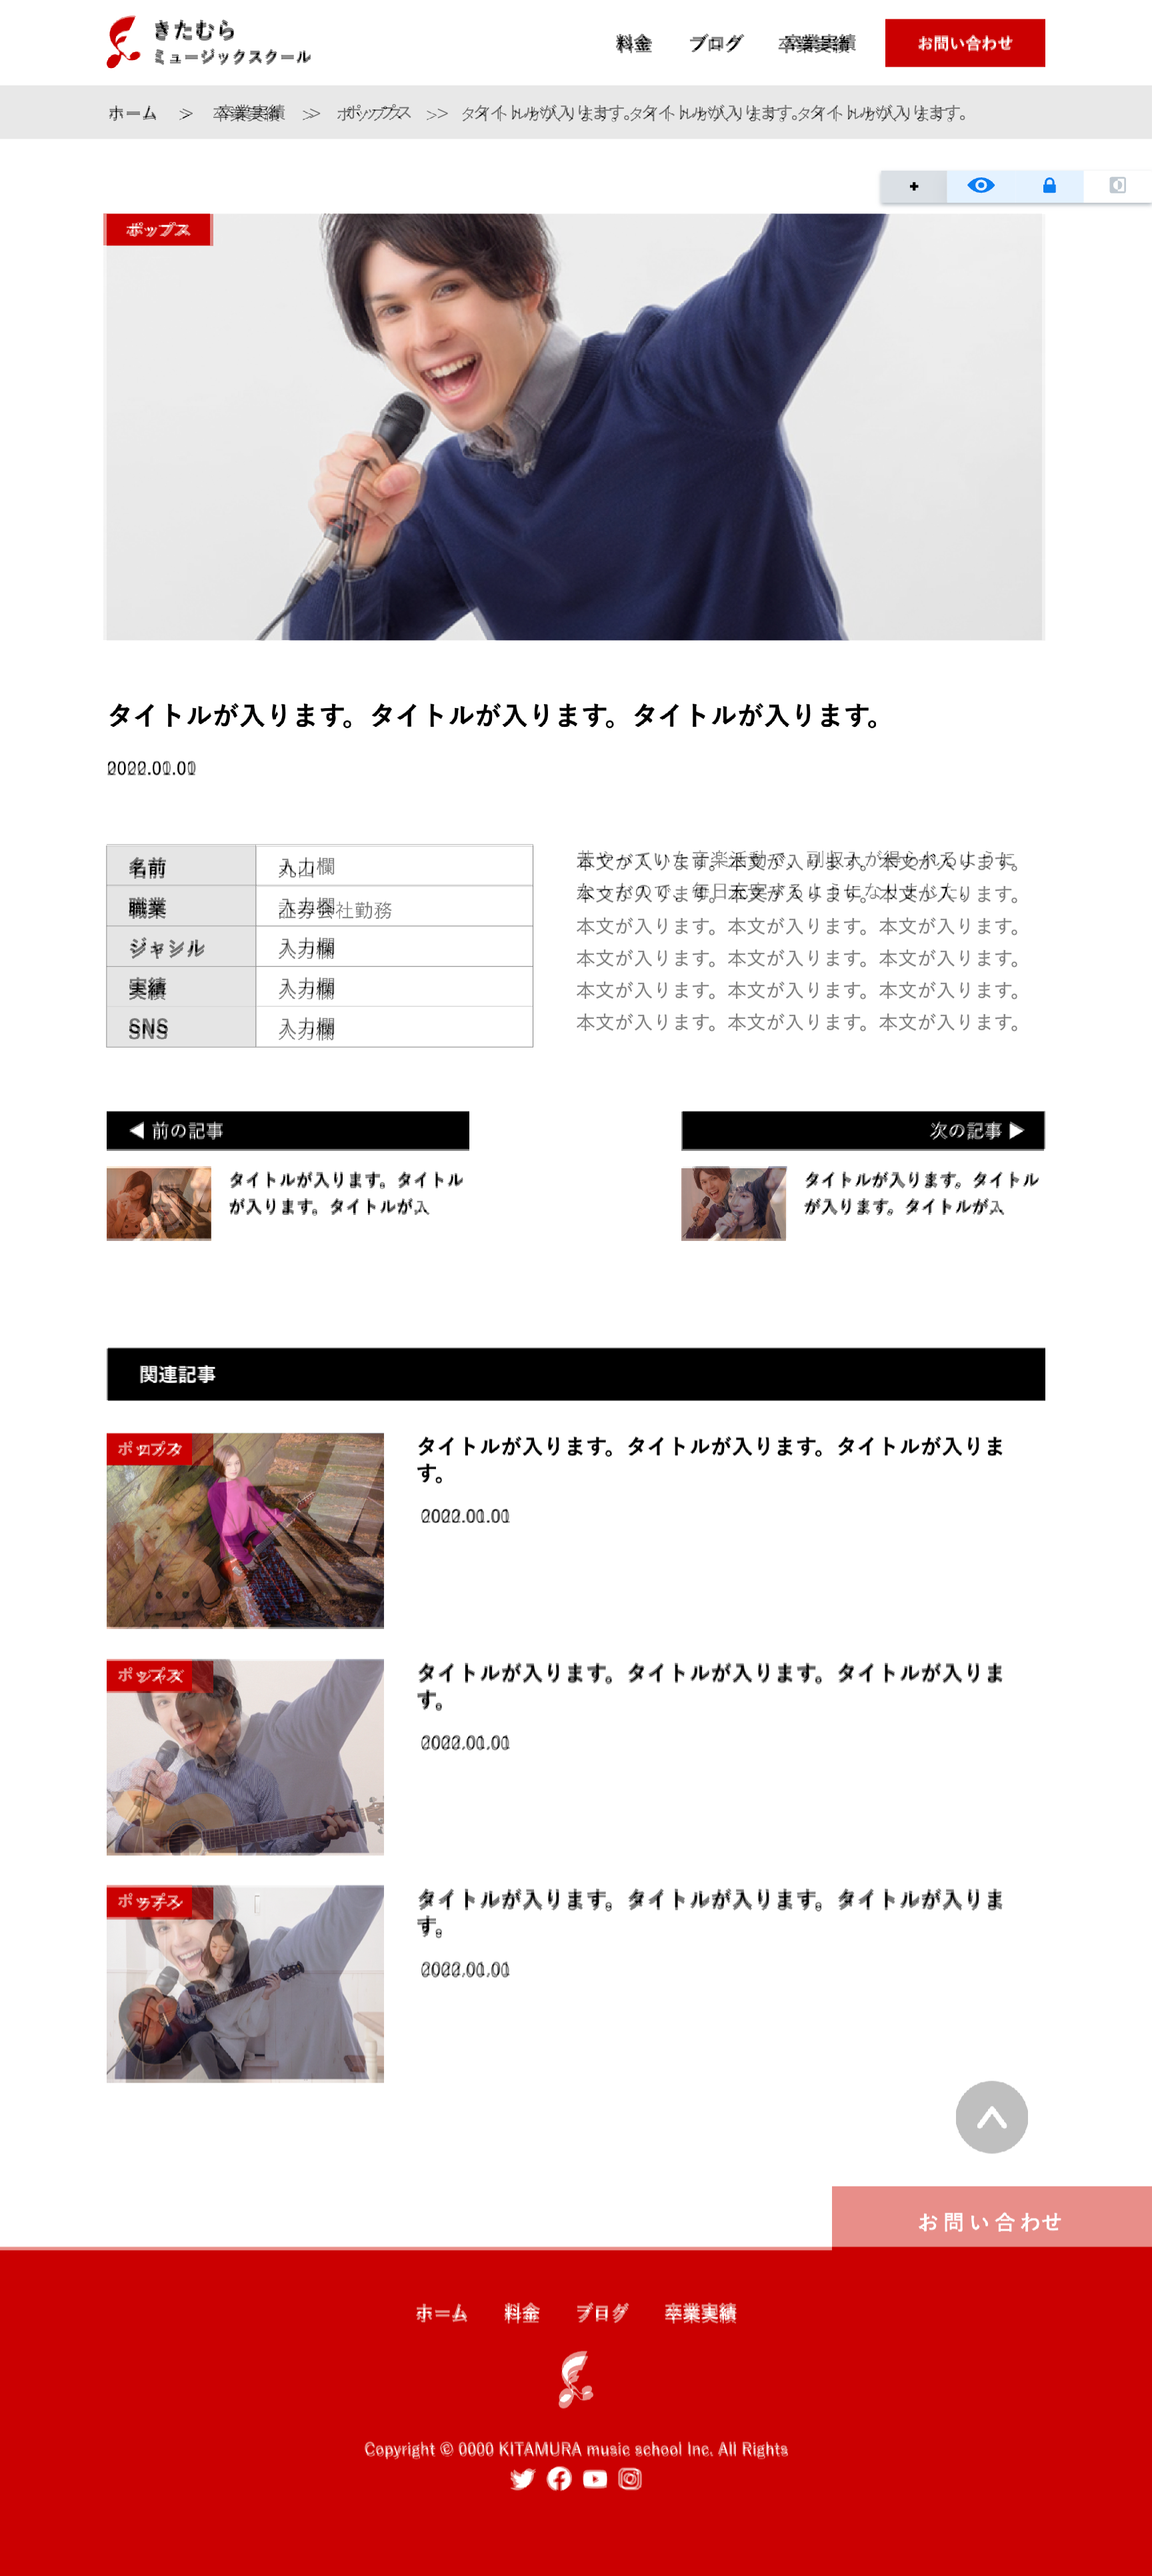 きたむら
ミュージックスクール
料金 ブログ 卒業実績 お問い合わせ
ホーム > 卒業実績 > ポップス > タイトルが入ります。タイトルが入ります。タイトルが入ります。
+
ポップス
タイトルが入ります。タイトルが入ります。タイトルが入ります。
2022.01.01
名前 入力欄
職業 証券会社勤務
ジャンル 入力欄
実績 入力欄
SNS 入力欄
本文が入ります。本文が入ります。本文が入ります。
本文が入ります。本文が入ります。本文が入ります。
本文が入ります。本文が入ります。本文が入ります。
本文が入ります。本文が入ります。本文が入ります。
本文が入ります。本文が入ります。本文が入ります。
本文が入ります。本文が入ります。本文が入ります。
◀ 前の記事
タイトルが入ります。タイトル
が入ります。タイトルが入
次の記事 ▶
タイトルが入ります。タイトル
が入ります。タイトルが入
関連記事
ポップス
タイトルが入ります。タイトルが入ります。タイトルが入りま
す。
2022.01.01
ポップス
タイトルが入ります。タイトルが入ります。タイトルが入りま
す。
2022.01.01
ポップス
タイトルが入ります。タイトルが入ります。タイトルが入りま
す。
2022.01.01
お問い合わせ
ホーム 料金 ブログ 卒業実績
Copyright © 0000 KITAMURA music school Inc. All Rights